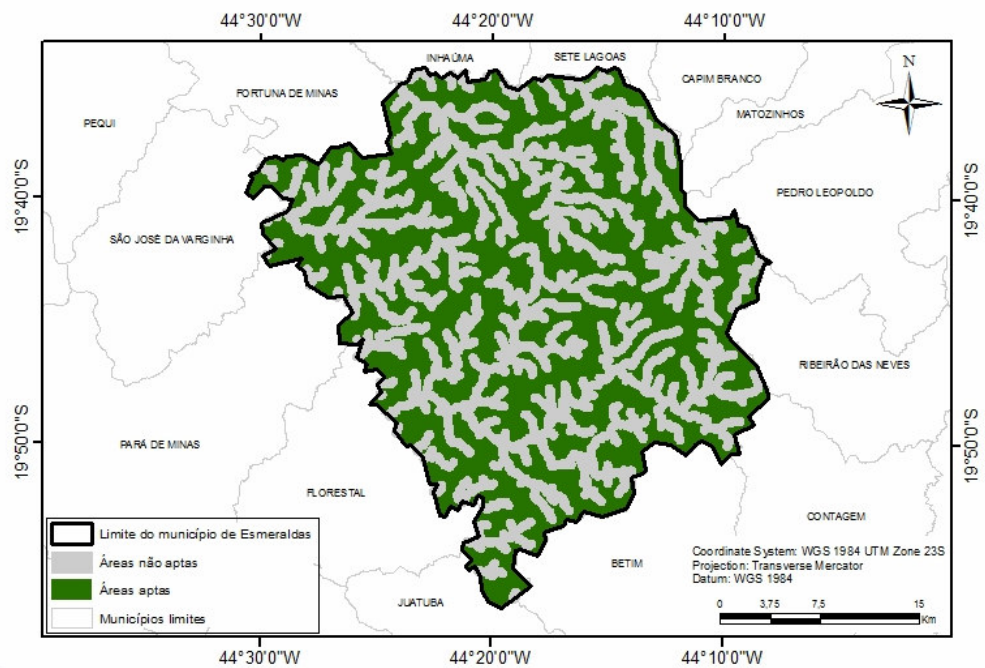 44°30'0"W
44°20'0"W
44°10'0"W
INHAÚMA
SETE LAGOAS
N
CAPIM BRANCO
FORTUNA DE MINAS
MATOZINHOS
PEQUI
PEDRO LEOPOLDO
19°40'0"S
19°40'0"S
SÃO JOSÉ DA VARGINHA
RIBEIRÃO DAS NEVES
19°50'0"S
19°50'0"S
PARÁ DE MINAS
FLORESTAL
CONTAGEM
Limite do município de Esmeraldas
Áreas não aptas
Áreas aptas
Municípios limites
BETIM
JUATUBA
Coordinate System: WGS 1984 UTM Zone 23S
Projection: Transverse Mercator
Datum: WGS 1984
0 3,75 7,5 15
Km
44°30'0"W
44°20'0"W
44°10'0"W